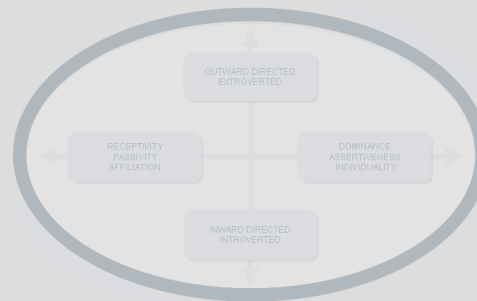 OUTWARD DIRECTED
EXTROVERTED
RECEPTIVITY
PASSIVITY
AFFILIATION
DOMINANCE
ASSERTIVENESS
INDIVIDUALITY
INWARD DIRECTED
INTROVERTED